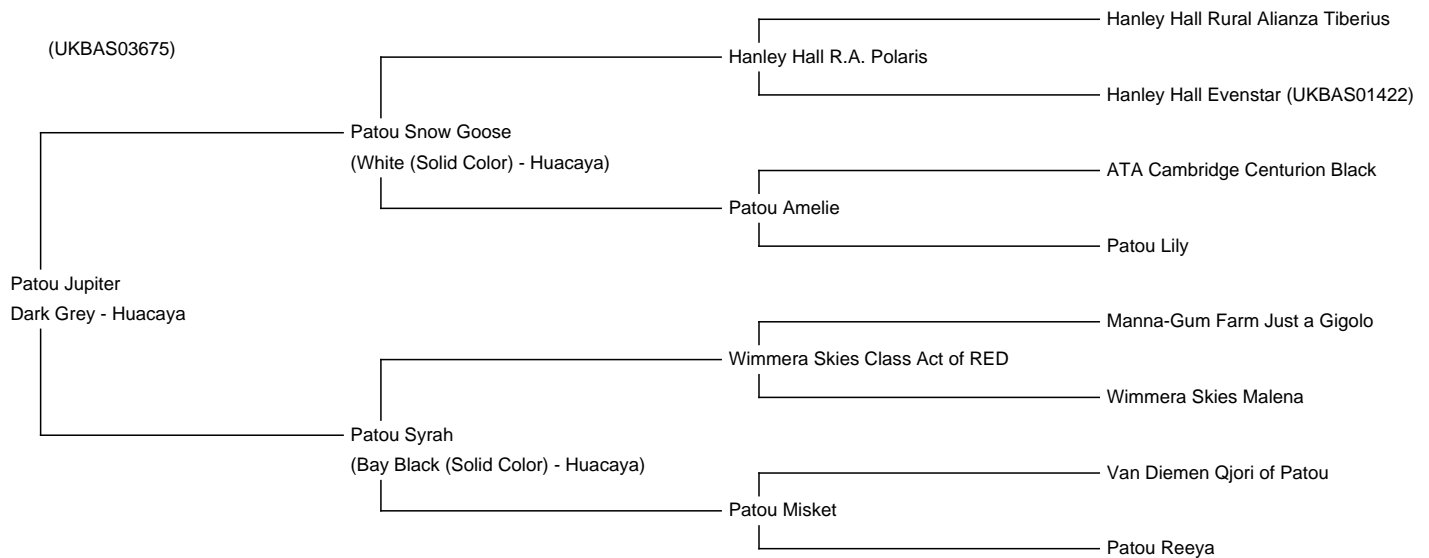 Hanley Hall Rural Alianza Tiberius
(UKBAS03675)
Hanley Hall R.A. Polaris
Hanley Hall Evenstar (UKBAS01422)
Patou Snow Goose
(White (Solid Color) - Huacaya)
ATA Cambridge Centurion Black
Patou Amelie
Patou Lily
Patou Jupiter
Dark Grey - Huacaya
Manna-Gum Farm Just a Gigolo
Wimmera Skies Class Act of RED
Wimmera Skies Malena
Patou Syrah
(Bay Black (Solid Color) - Huacaya)
Van Diemen Qjori of Patou
Patou Misket
Patou Reeya